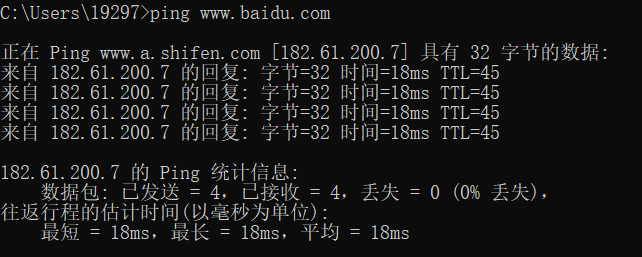 C:\Users\19297>ping www.baidu.com
正在 Ping www.a.shifen.com [182.61.200.7] 具有 32 字节的数据:
来自 182.61.200.7 的回复: 字节=32 时间=18ms TTL=45
来自 182.61.200.7 的回复: 字节=32 时间=18ms TTL=45
来自 182.61.200.7 的回复: 字节=32 时间=18ms TTL=45
来自 182.61.200.7 的回复: 字节=32 时间=18ms TTL=45
182.61.200.7 的 Ping 统计信息:
数据包: 已发送 = 4，已接收 = 4，丢失 = 0 (0% 丢失)，
往返行程的估计时间(以毫秒为单位):
最短 = 18ms，最长 = 18ms，平均 = 18ms